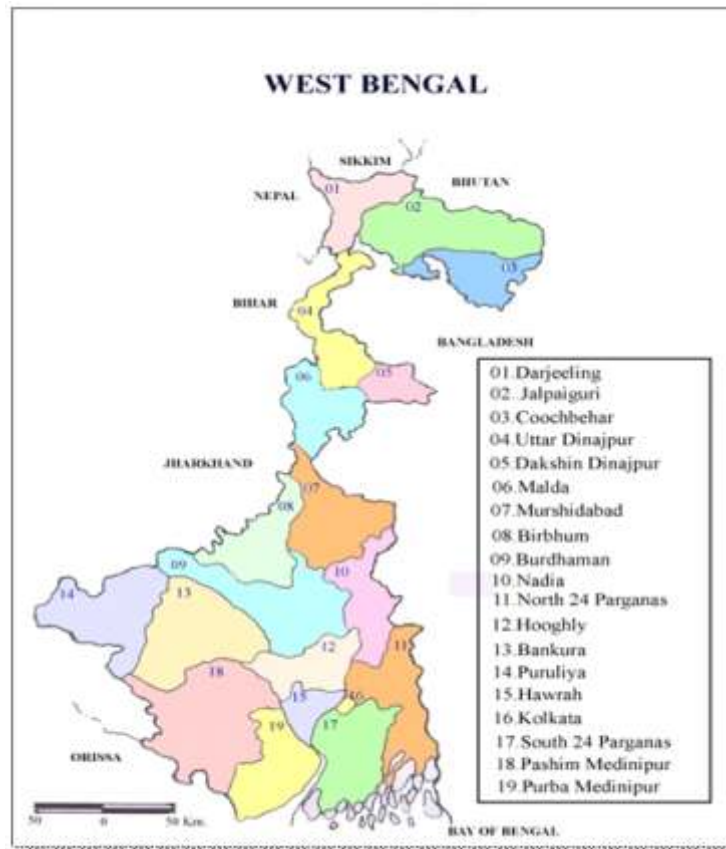 WEST BENGAL
SIKKIM
BHUTAN
NEPAL
01
02
03
BIHAR
04
BANGLADESH
05
06
JHARKHAND
07
08
09
10
14
13
12
11
18
15
16
19
17
ORISSA
50 0 50 Km.
BAY OF BENGAL
01.Darjeeling
02. Jalpaiguri
03.Coochbehar
04.Uttar Dinajpur
05.Dakshin Dinajpur
06.Malda
07.Murshidabad
08.Birbhum
09.Burdhaman
10.Nadia
11.North 24 Parganas
12.Hooghly
13.Bankura
14.Puruliya
15.Hawrah
16.Kolkata
17.South 24 Parganas
18.Pashim Medinipur
19.Purba Medinipur